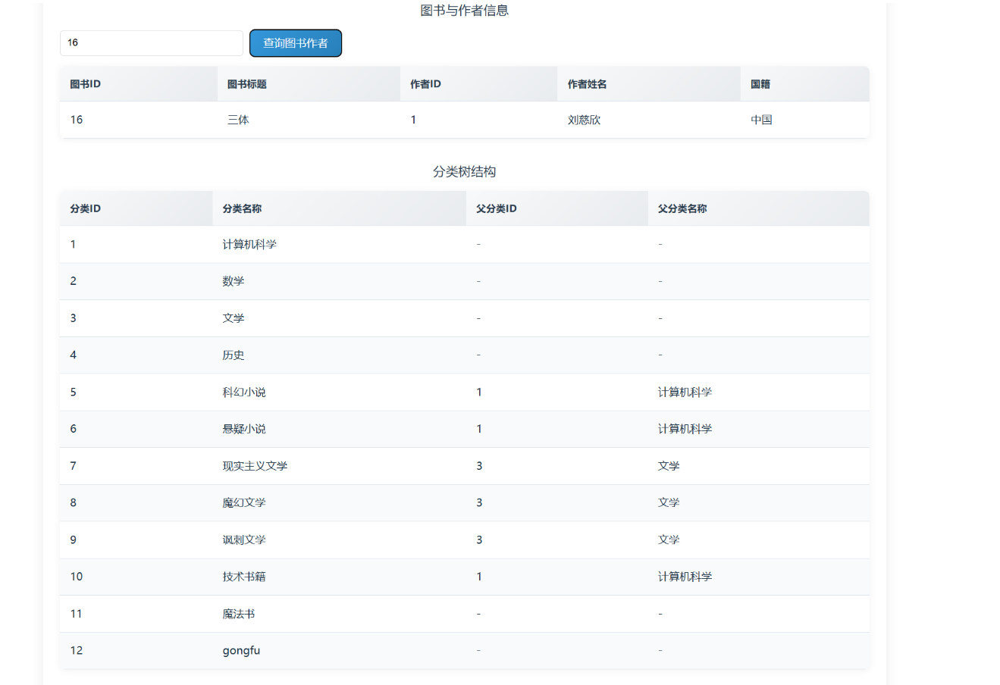 图书与作者信息
16 查询图书作者
图书ID 图书标题 作者ID 作者姓名 国籍
16 三体 1 刘慈欣 中国
分类树结构
分类ID 分类名称 父分类ID 父分类名称
1 计算机科学 - -
2 数学 - -
3 文学 - -
4 历史 - -
5 科幻小说 1 计算机科学
6 悬疑小说 1 计算机科学
7 现实主义文学 3 文学
8 魔幻文学 3 文学
9 讽刺文学 3 文学
10 技术书籍 1 计算机科学
11 魔法书 - -
12 gongfu - -